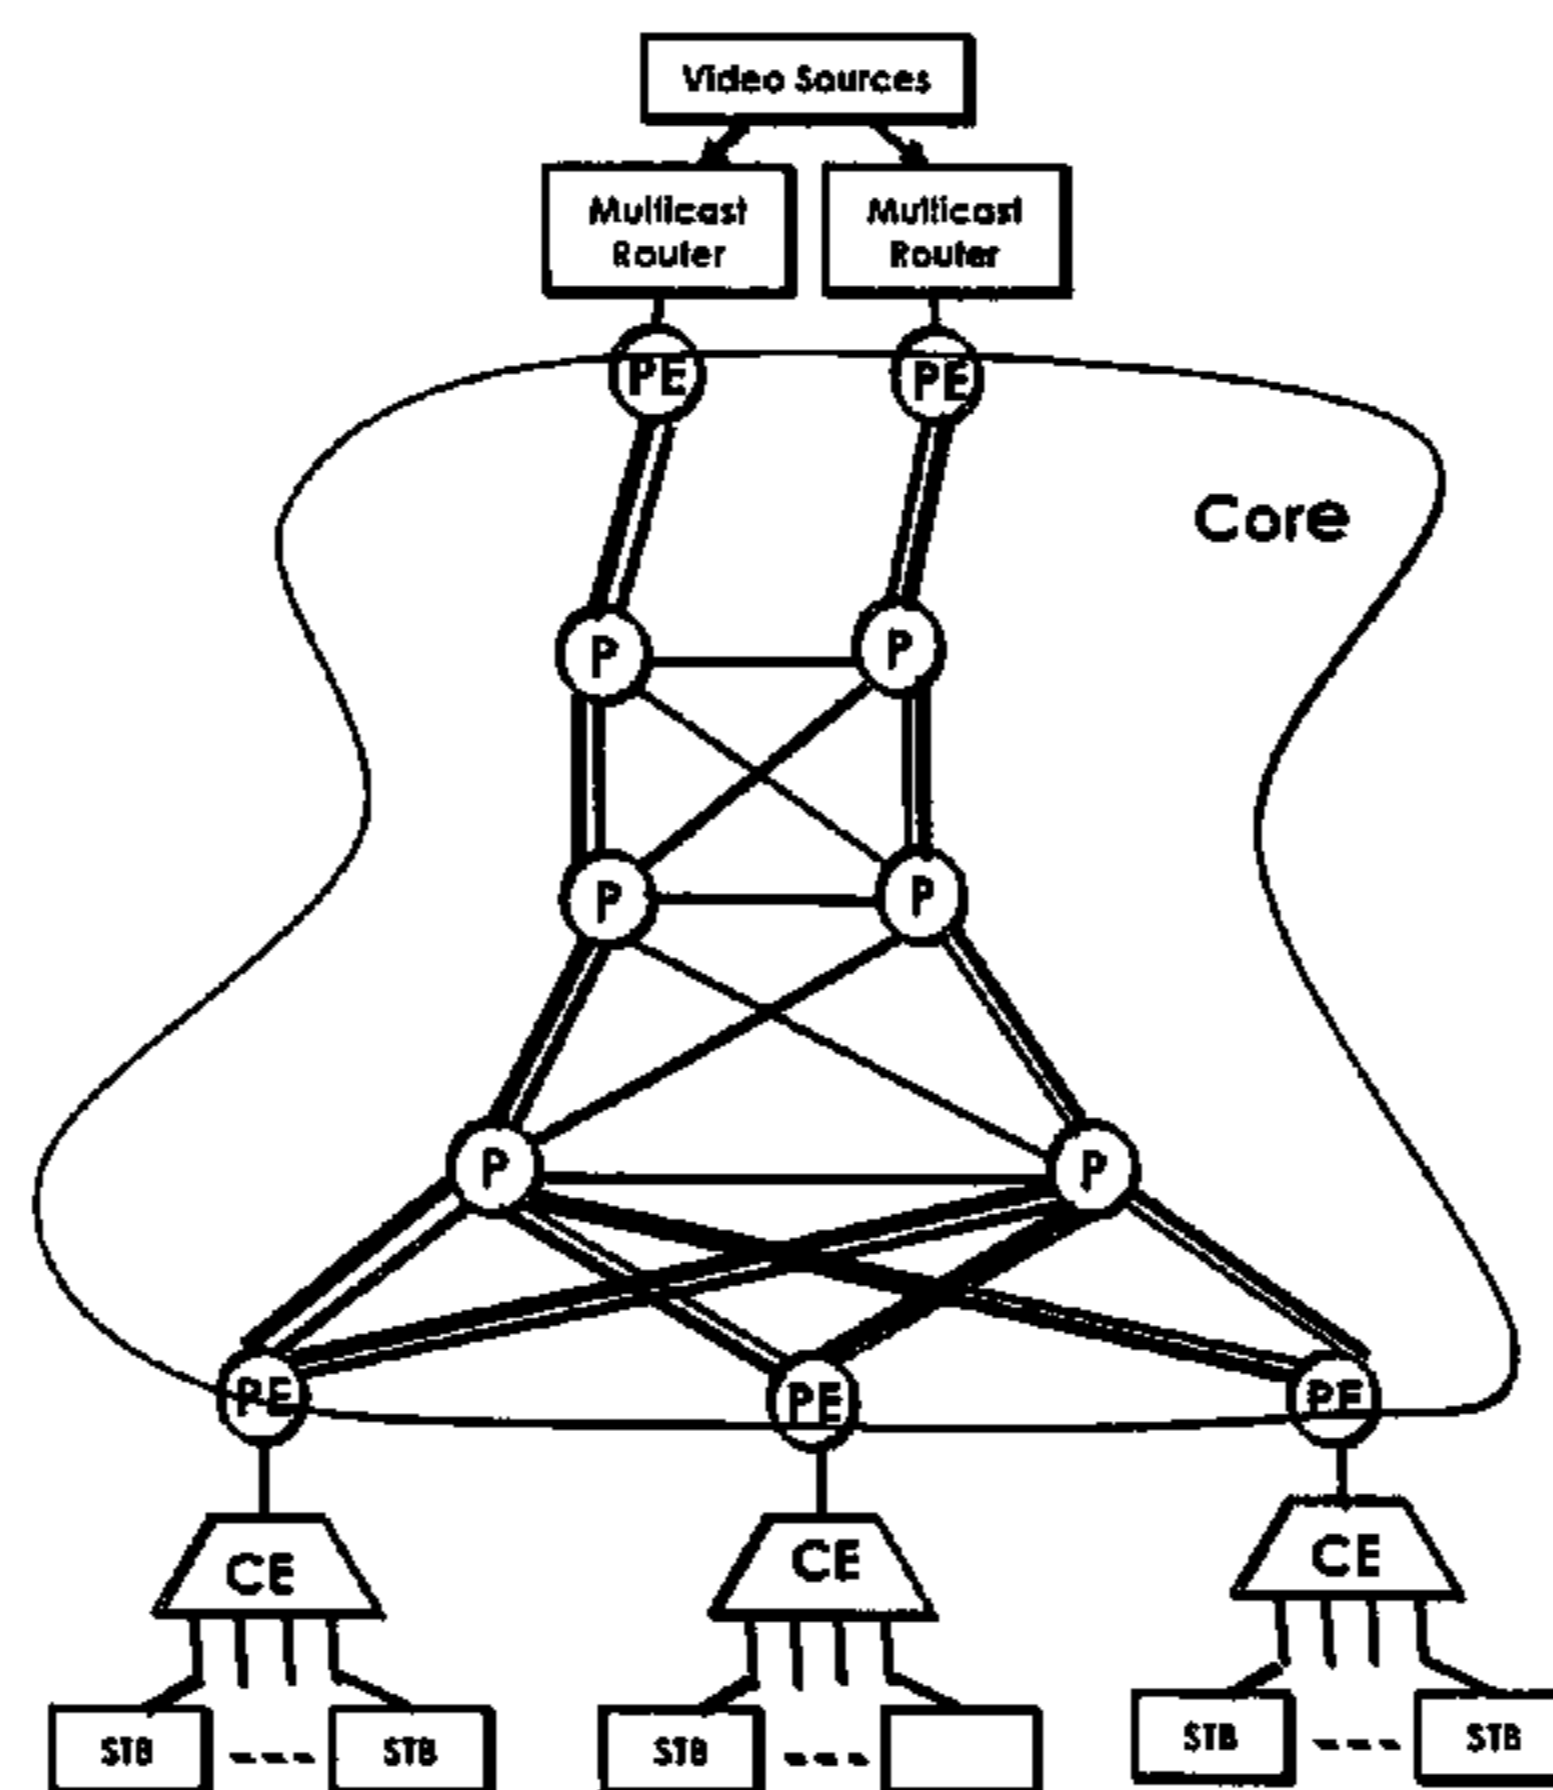 Video Sources
Multicast
Router
Multicast
Router
PE
PE
Core
P
P
P
P
P
P
PE
PE
PE
CE
CE
CE
STB
---
STB
STB
---
STB
---
STB